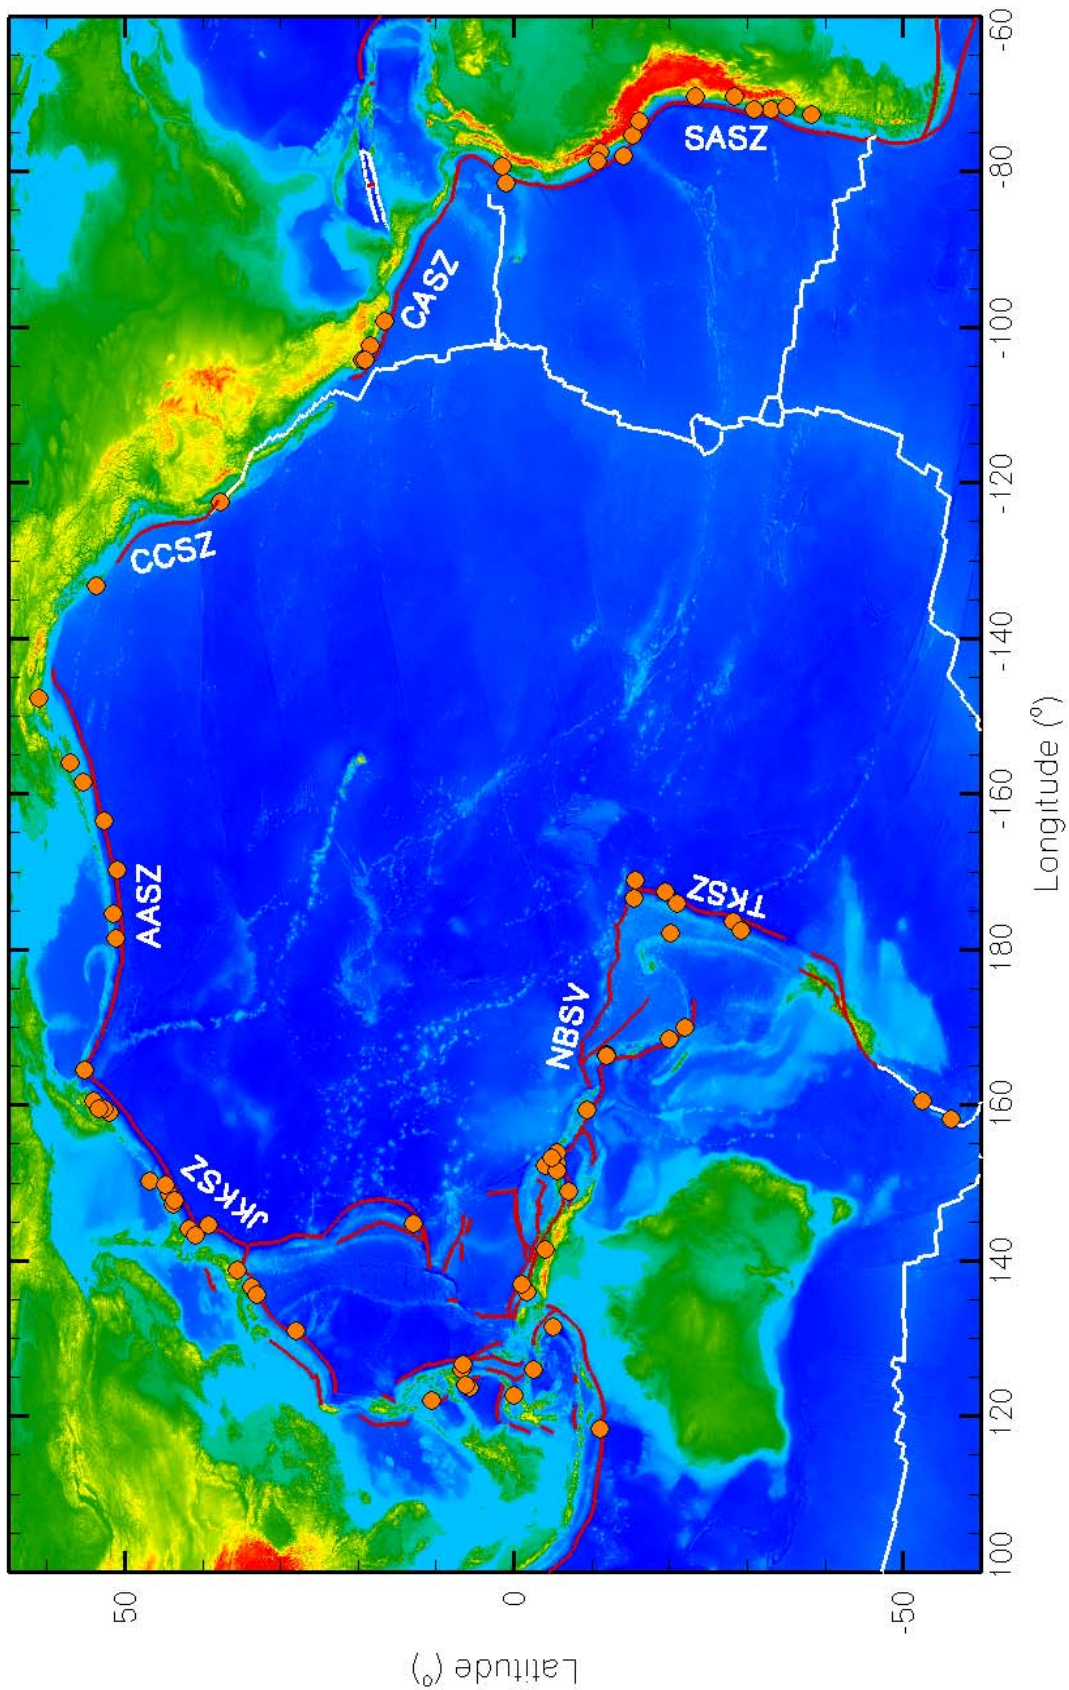 Latitude (º)
50
0
-50
100
120
140
160
180
-160
-140
-120
-100
-80
-60
Longitude (º)
JKKSZ
AASZ
CCSZ
CASZ
SASZ
NBSV
TKSZ